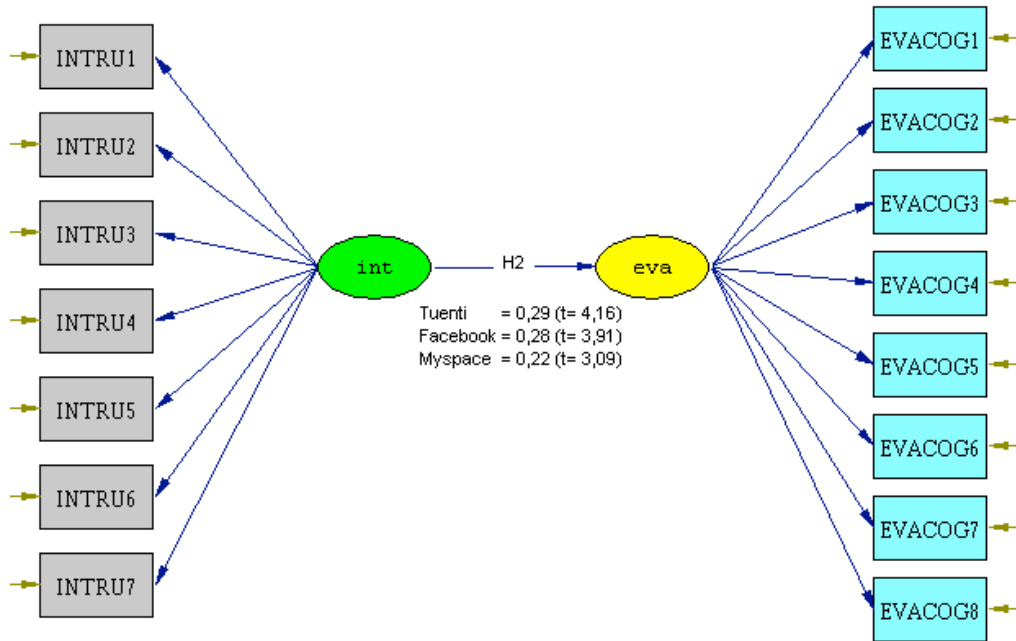 INTRU1
INTRU2
INTRU3
INTRU4
INTRU5
INTRU6
INTRU7
int
H2
Tuenti = 0,29 (t= 4,16)
Facebook = 0,28 (t= 3,91)
Myspace = 0,22 (t= 3,09)
eva
EVACOG1
EVACOG2
EVACOG3
EVACOG4
EVACOG5
EVACOG6
EVACOG7
EVACOG8